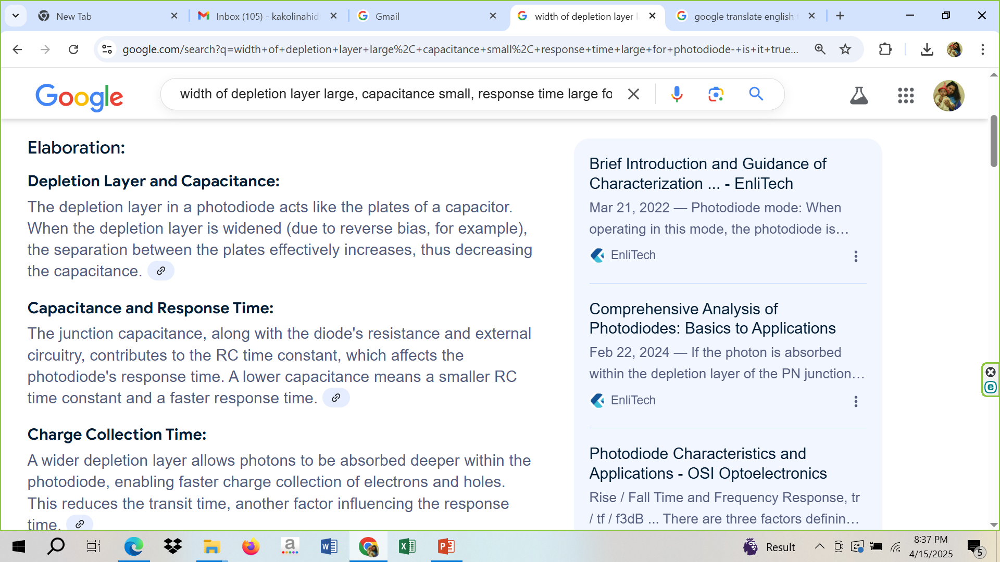 New Tab
Inbox (105) - kakolinahid
Gmail
width of depletion layer l
google translate english t
google.com/search?q=width+of+depletion+layer+large%2C+capacitance+small%2C+response+time+large+for+photodiode-+is+it+true...
Google
width of depletion layer large, capacitance small, response time large fo
Elaboration:
Depletion Layer and Capacitance:
The depletion layer in a photodiode acts like the plates of a capacitor.
When the depletion layer is widened (due to reverse bias, for example),
the separation between the plates effectively increases, thus decreasing
the capacitance.
Capacitance and Response Time:
The junction capacitance, along with the diode's resistance and external
circuitry, contributes to the RC time constant, which affects the
photodiode's response time. A lower capacitance means a smaller RC
time constant and a faster response time.
Charge Collection Time:
A wider depletion layer allows photons to be absorbed deeper within the
photodiode, enabling faster charge collection of electrons and holes.
This reduces the transit time, another factor influencing the response
time.
Brief Introduction and Guidance of
Characterization ... - EnliTech
Mar 21, 2022 — Photodiode mode: When
operating in this mode, the photodiode is...
EnliTech
Comprehensive Analysis of
Photodiodes: Basics to Applications
Feb 22, 2024 — If the photon is absorbed
within the depletion layer of the PN junction...
EnliTech
Photodiode Characteristics and
Applications - OSI Optoelectronics
Rise / Fall Time and Frequency Response, tr
/ tf / f3dB ... There are three factors definin...
Result
8:37 PM
4/15/2025
5